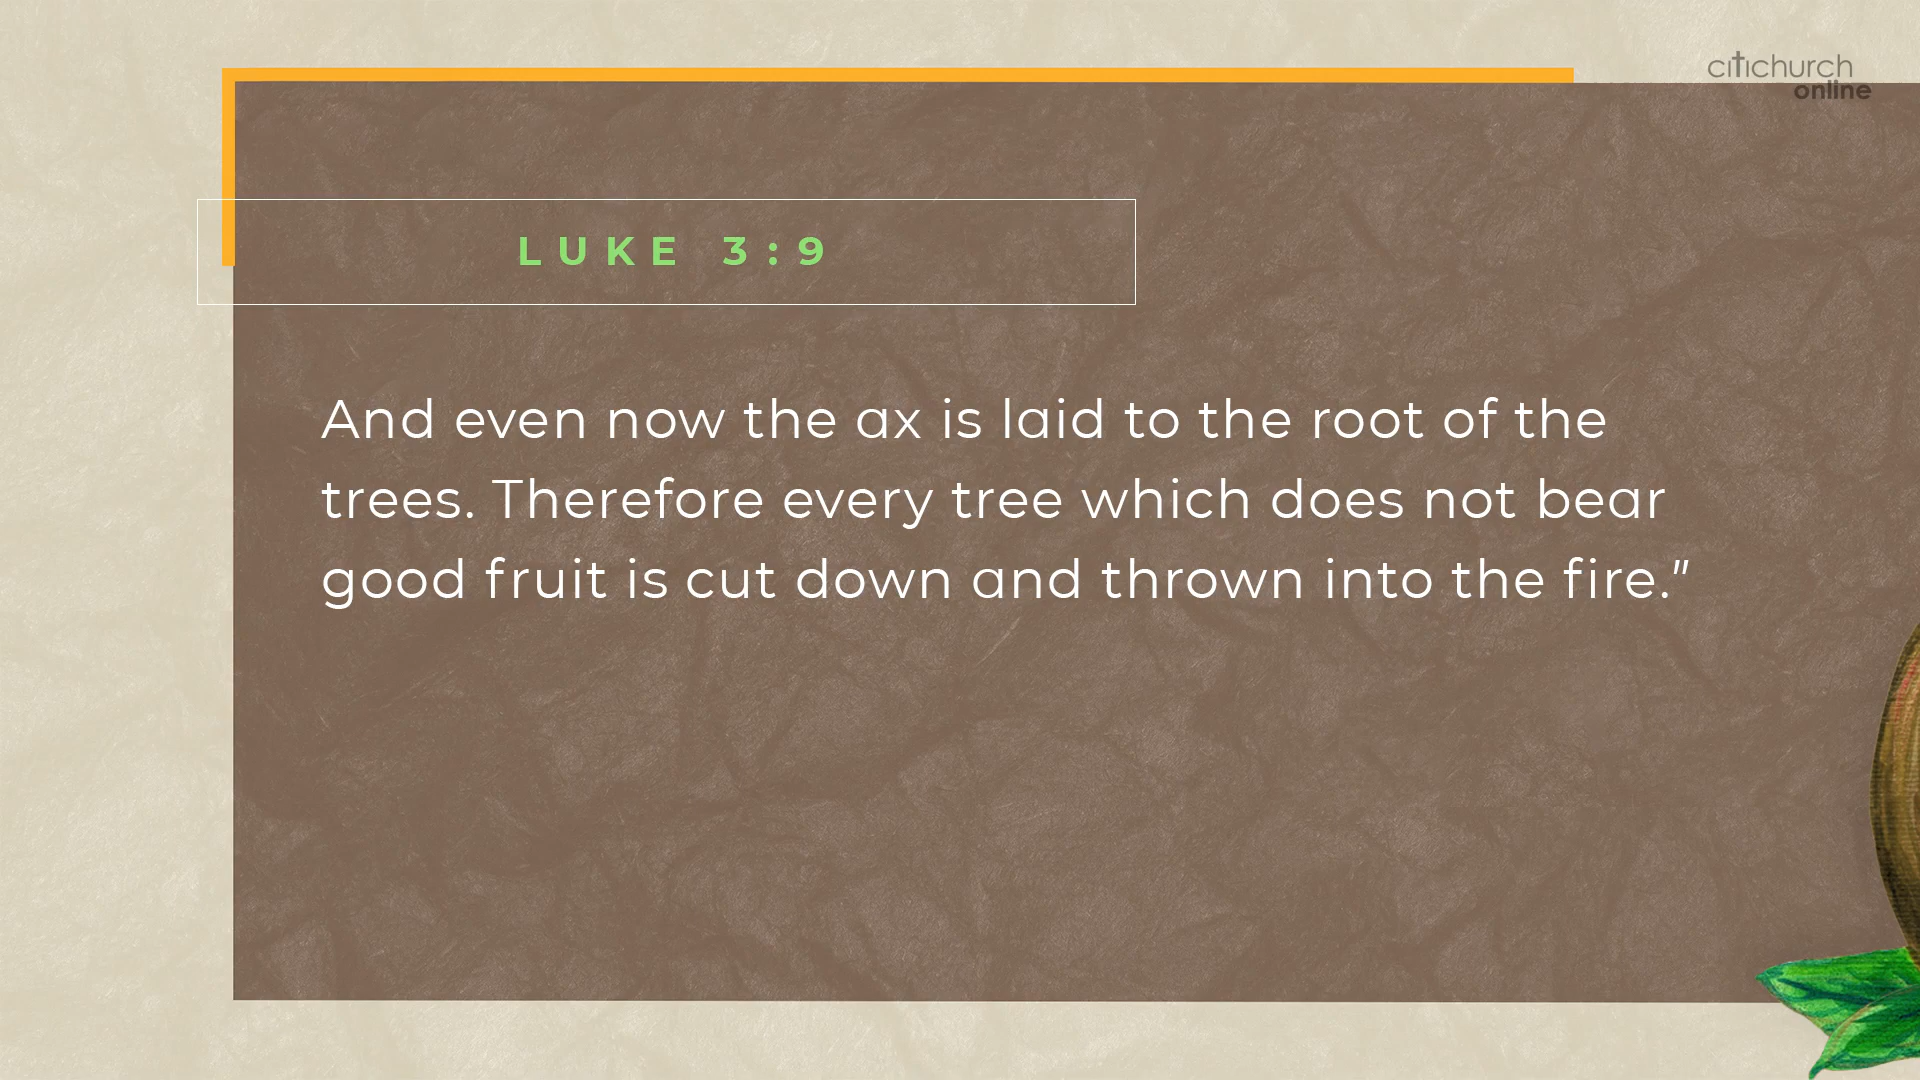 citichurch
online
LUKE 3:9
And even now the ax is laid to the root of the
trees. Therefore every tree which does not bear
good fruit is cut down and thrown into the fire.”